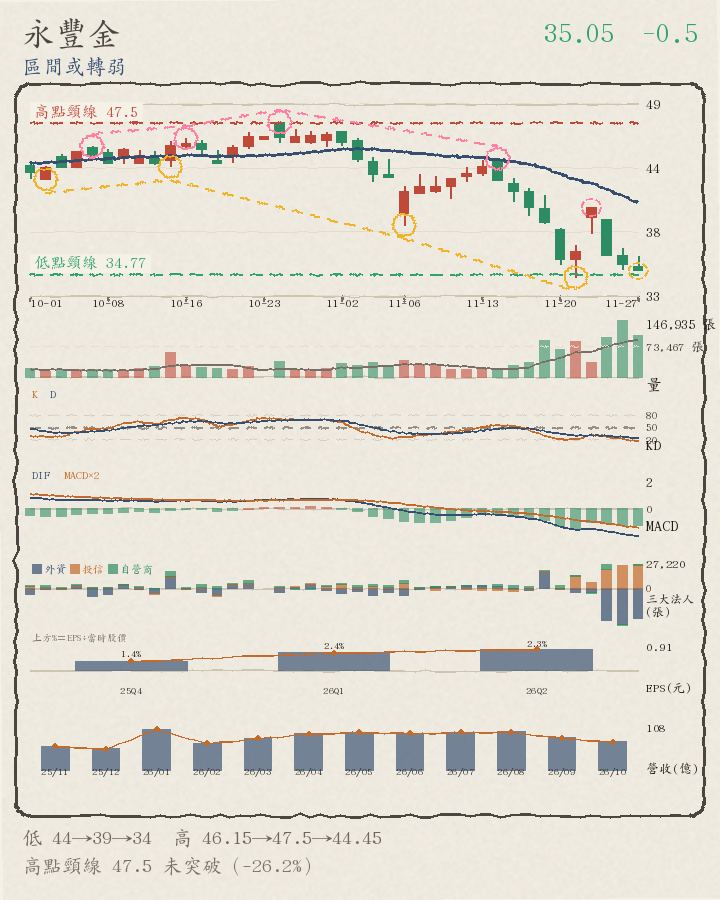 永豐金
35.05 -0.5
區間或轉弱
高點頸線 47.5
49
44
38
低點頸線 34.77
33
10-01 10-08 10-16 10-23 11-02 11-06 11-13 11-20 11-27
146,935 張
73,467 張
量
K D
80
50
20
KD
DIF MACD×2
2
0
MACD
外資 投信 自營商
27,220
0
三大法人
(張)
上方%=EPS÷當時股價
1.4% 2.4% 2.3%
0.91
25Q4 26Q1 26Q2
EPS(元)
108
25/11 25/12 26/01 26/02 26/03 26/04 26/05 26/06 26/07 26/08 26/09 26/10
營收(億)
低 44→39→34 高 46.15→47.5→44.45
高點頸線 47.5 未突破 (-26.2%)